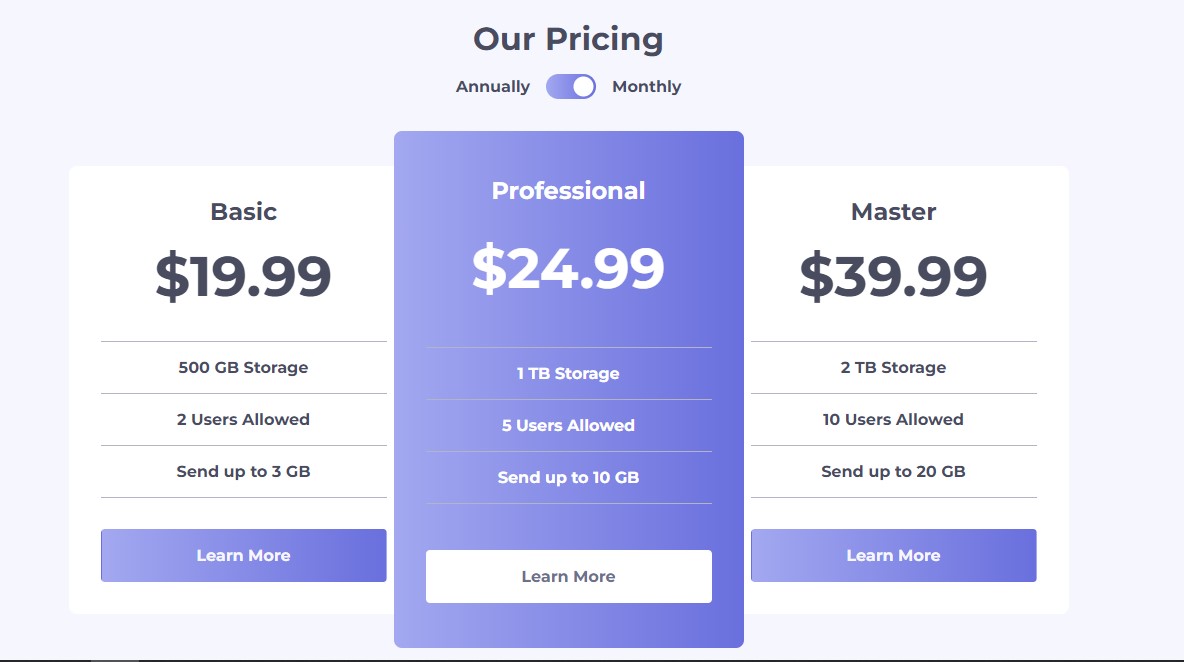 Our Pricing
Annually
Monthly
Basic
$19.99
500 GB Storage
2 Users Allowed
Send up to 3 GB
Learn More
Professional
$24.99
1 TB Storage
5 Users Allowed
Send up to 10 GB
Learn More
Master
$39.99
2 TB Storage
10 Users Allowed
Send up to 20 GB
Learn More